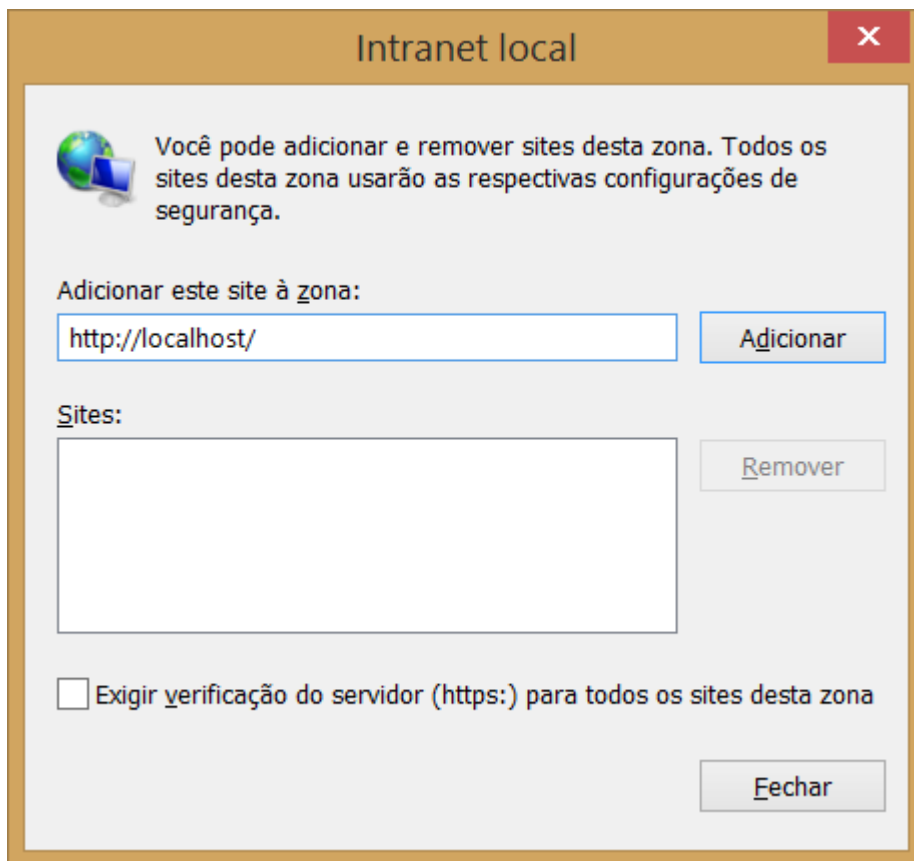 Intranet local
Você pode adicionar e remover sites desta zona. Todos os
sites desta zona usarão as respectivas configurações de
segurança.
Adicionar este site à zona:
http://localhost/
Adicionar
Sites:
Remover
Exigir verificação do servidor (https:) para todos os sites desta zona
Fechar